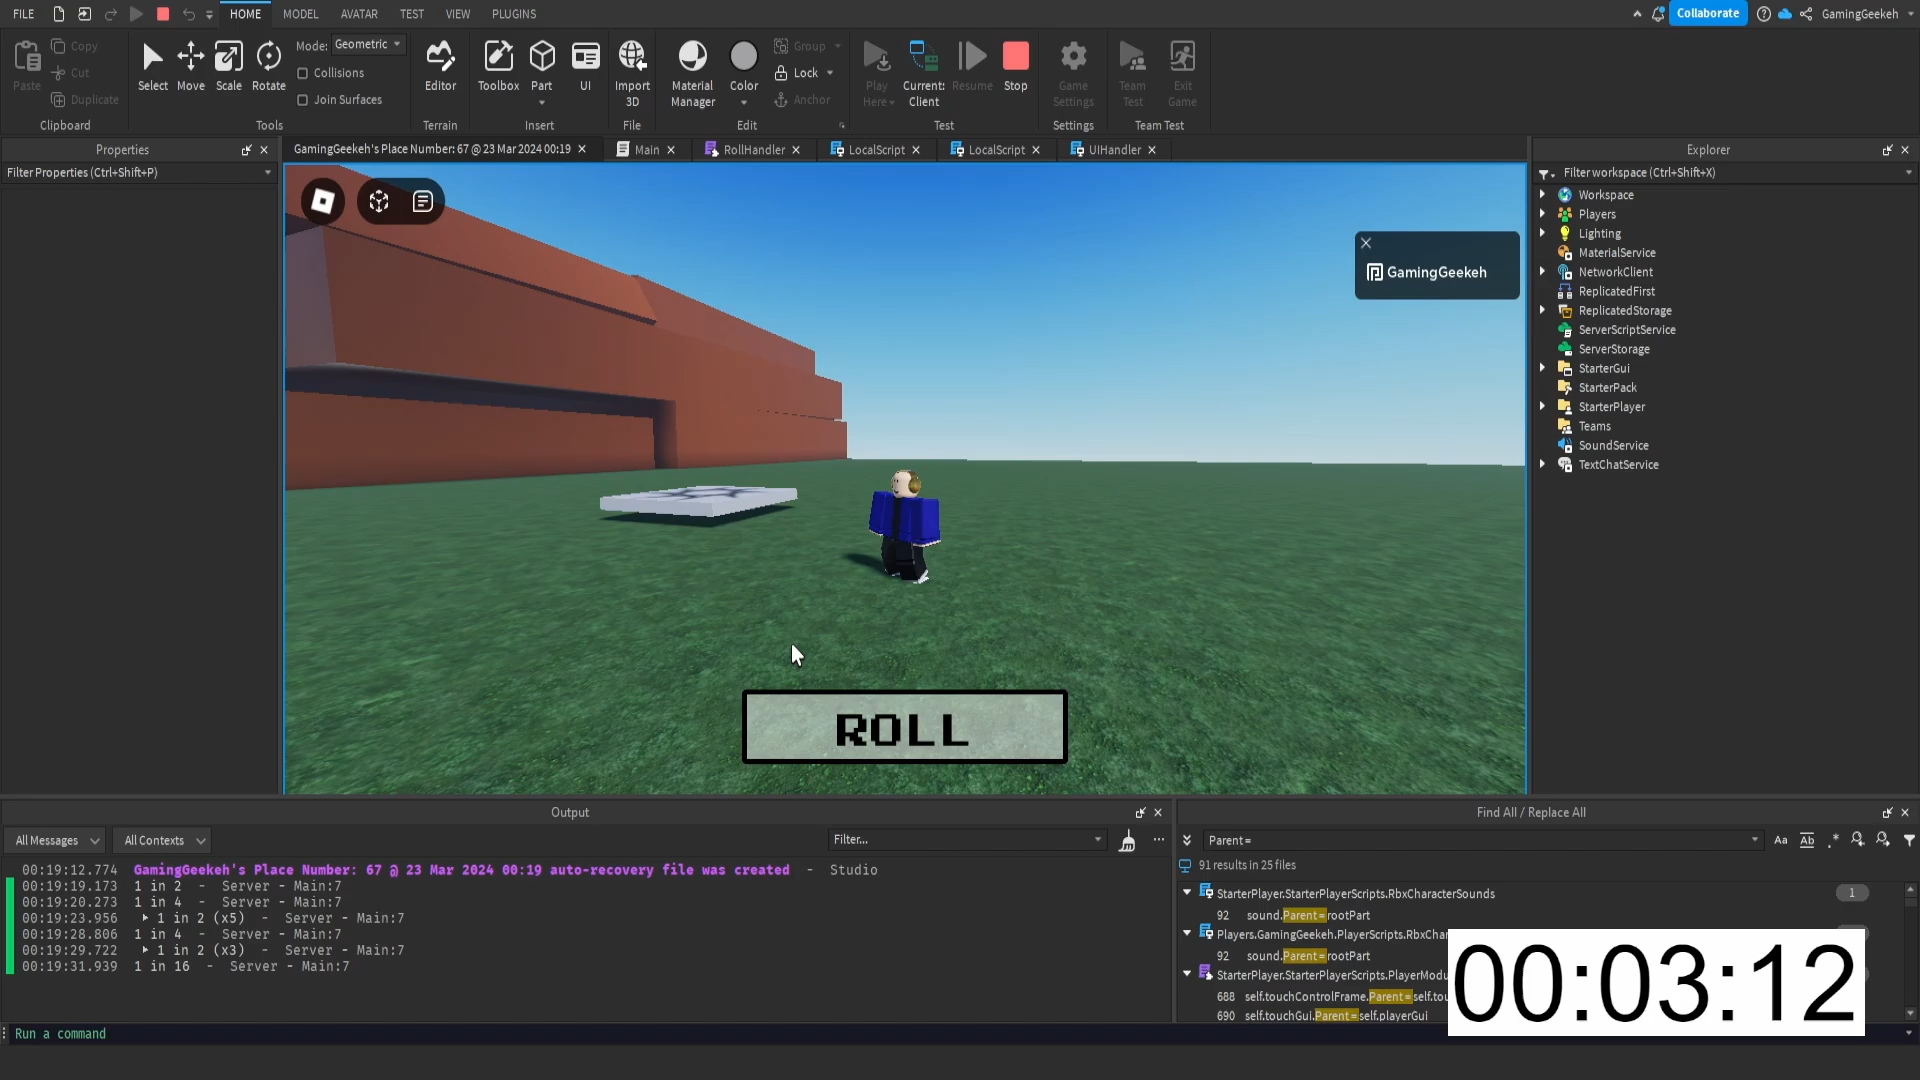 FILE HOME MODEL AVATAR TEST VIEW PLUGINS Collaborate GamingGeekeh
Paste Copy Cut Duplicate Clipboard
Select Move Scale Rotate Mode: Geometric Collisions Join Surfaces Tools
Editor Terrain
Toolbox Part UI Insert
Import 3D File
Material Manager Color Group Lock Anchor Edit
Play Here Current: Client Resume Stop Test
Game Settings Settings
Team Test Exit Game Team Test
Properties
Filter Properties (Ctrl+Shift+P)
GamingGeekeh's Place Number: 67 @ 23 Mar 2024 00:19 Main RollHandler LocalScript LocalScript UIHandler
GamingGeekeh
ROLL
Explorer
Filter workspace (Ctrl+Shift+X)
Workspace
Players
Lighting
MaterialService
NetworkClient
ReplicatedFirst
ReplicatedStorage
ServerScriptService
ServerStorage
StarterGui
StarterPack
StarterPlayer
Teams
SoundService
TextChatService
Output
All Messages All Contexts Filter...
00:19:12.774 GamingGeekeh's Place Number: 67 @ 23 Mar 2024 00:19 auto-recovery file was created - Studio
00:19:19.173 1 in 2 - Server - Main:7
00:19:20.273 1 in 4 - Server - Main:7
00:19:23.956 1 in 2 (x5) - Server - Main:7
00:19:28.806 1 in 4 - Server - Main:7
00:19:29.722 1 in 2 (x3) - Server - Main:7
00:19:31.939 1 in 16 - Server - Main:7
Run a command
Find All / Replace All
Parent= Aa Ab .*
91 results in 25 files
StarterPlayer.StarterPlayerScripts.RbxCharacterSounds 1
92 sound.Parent=rootPart
Players.GamingGeekeh.PlayerScripts.RbxChar
92 sound.Parent=rootPart
StarterPlayer.StarterPlayerScripts.PlayerModu
688 self.touchControlFrame.Parent=self.tou
690 self.touchGui.Parent=self.playerGui
00:03:12